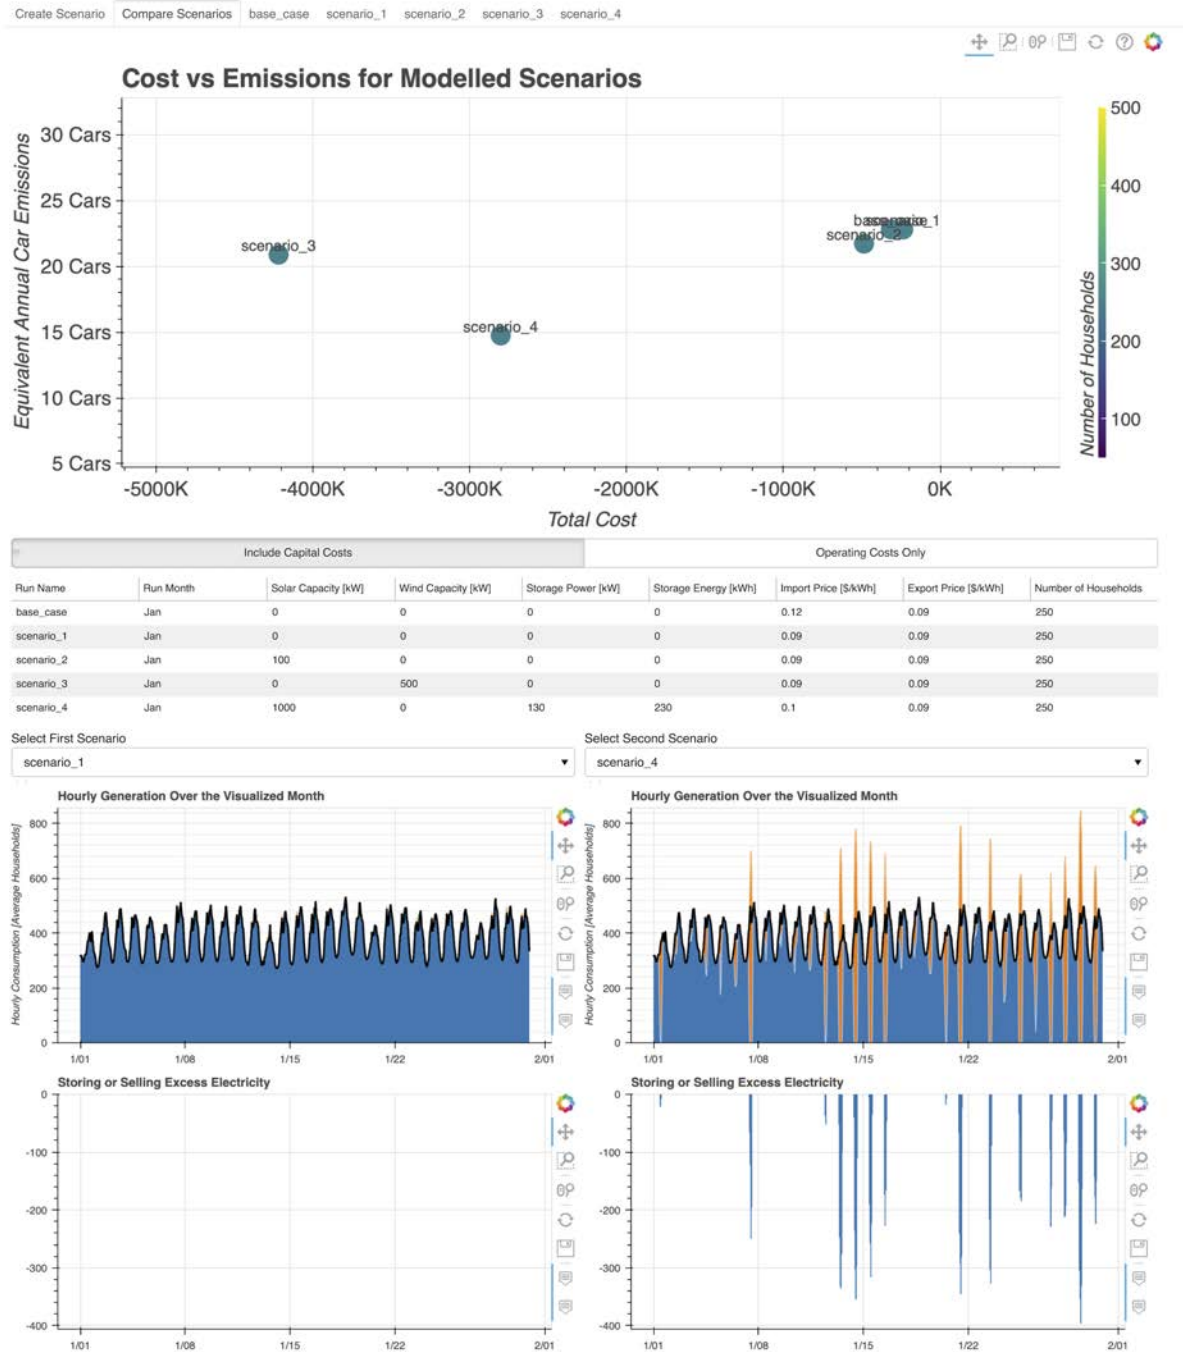 Create Scenario Compare Scenarios base_case scenario_1 scenario_2 scenario_3 scenario_4
Cost vs Emissions for Modelled Scenarios
Equivalent Annual Car Emissions
30 Cars
25 Cars
20 Cars
15 Cars
10 Cars
5 Cars
scenario_3
scenario_4
base_case scenario_1
scenario_2
-5000K -4000K -3000K -2000K -1000K 0K
Total Cost
Number of Households
500
400
300
200
100
Include Capital Costs Operating Costs Only
Run Name Run Month Solar Capacity [kW] Wind Capacity [kW] Storage Power [kW] Storage Energy [kWh] Import Price [$/kWh] Export Price [$/kWh] Number of Households
base_case Jan 0 0 0 0 0.12 0.09 250
scenario_1 Jan 0 0 0 0 0.09 0.09 250
scenario_2 Jan 100 0 0 0 0.09 0.09 250
scenario_3 Jan 0 500 0 0 0.09 0.09 250
scenario_4 Jan 1000 0 130 230 0.1 0.09 250
Select First Scenario
scenario_1
Select Second Scenario
scenario_4
Hourly Generation Over the Visualized Month
Hourly Consumption [Average Households]
800
600
400
200
0
1/01 1/08 1/15 1/22 2/01
Hourly Generation Over the Visualized Month
Hourly Consumption [Average Households]
800
600
400
200
0
1/01 1/08 1/15 1/22 2/01
Storing or Selling Excess Electricity
0
-100
-200
-300
-400
1/01 1/08 1/15 1/22 2/01
Storing or Selling Excess Electricity
0
-100
-200
-300
-400
1/01 1/08 1/15 1/22 2/01